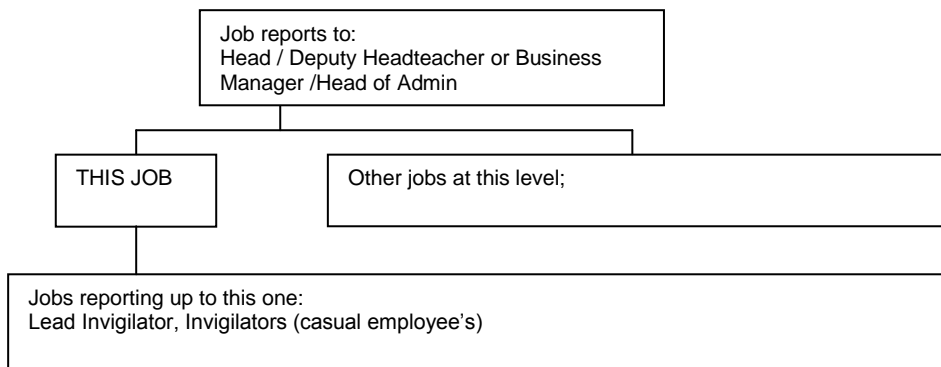 Job reports to:
Head / Deputy Headteacher or Business
Manager /Head of Admin
THIS JOB
Other jobs at this level;
Jobs reporting up to this one:
Lead Invigilator, Invigilators (casual employee's)